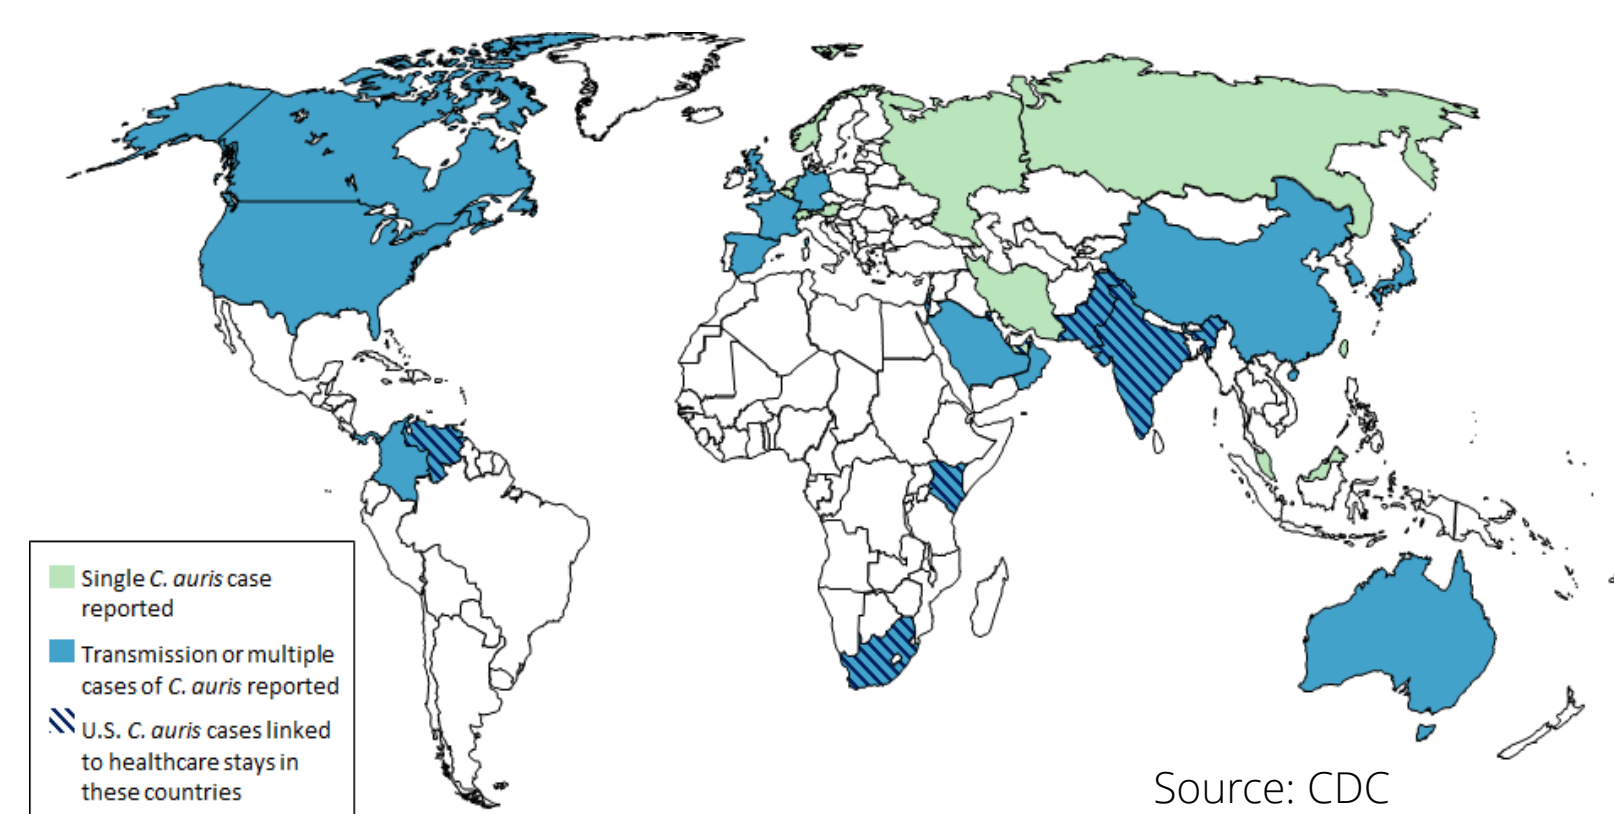 Single C. auris case
reported
Transmission or multiple
cases of C. auris reported
U.S. C. auris cases linked
to healthcare stays in
these countries
Source: CDC